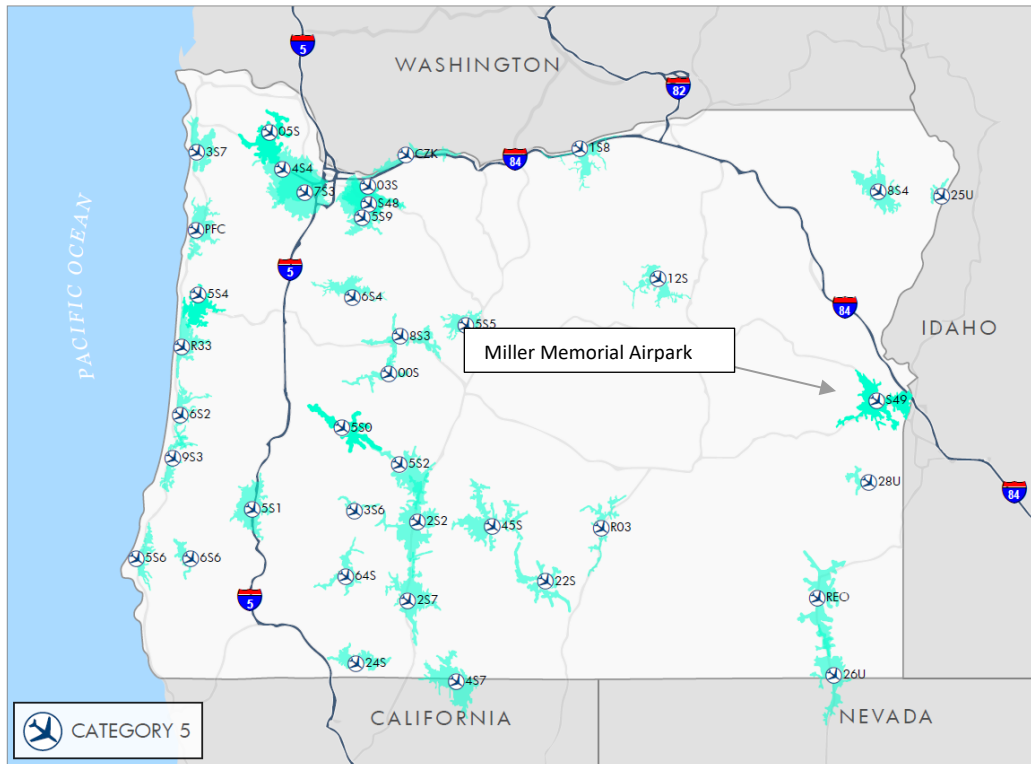 5
WASHINGTON
82
05S
3S7
CZK
84
1S8
4S4
7S3
03S
S48
5S9
8S4
25U
PFC
PACIFIC OCEAN
5
12S
5S4
6S4
84
IDAHO
5S5
8S3
R33
Miller Memorial Airpark
00S
S49
6S2
5S0
9S3
5S2
28U
84
5S1
3S6
2S2
45S
R03
5S6
6S6
64S
22S
5
2S7
REO
24S
4S7
26U
CATEGORY 5
CALIFORNIA
NEVADA